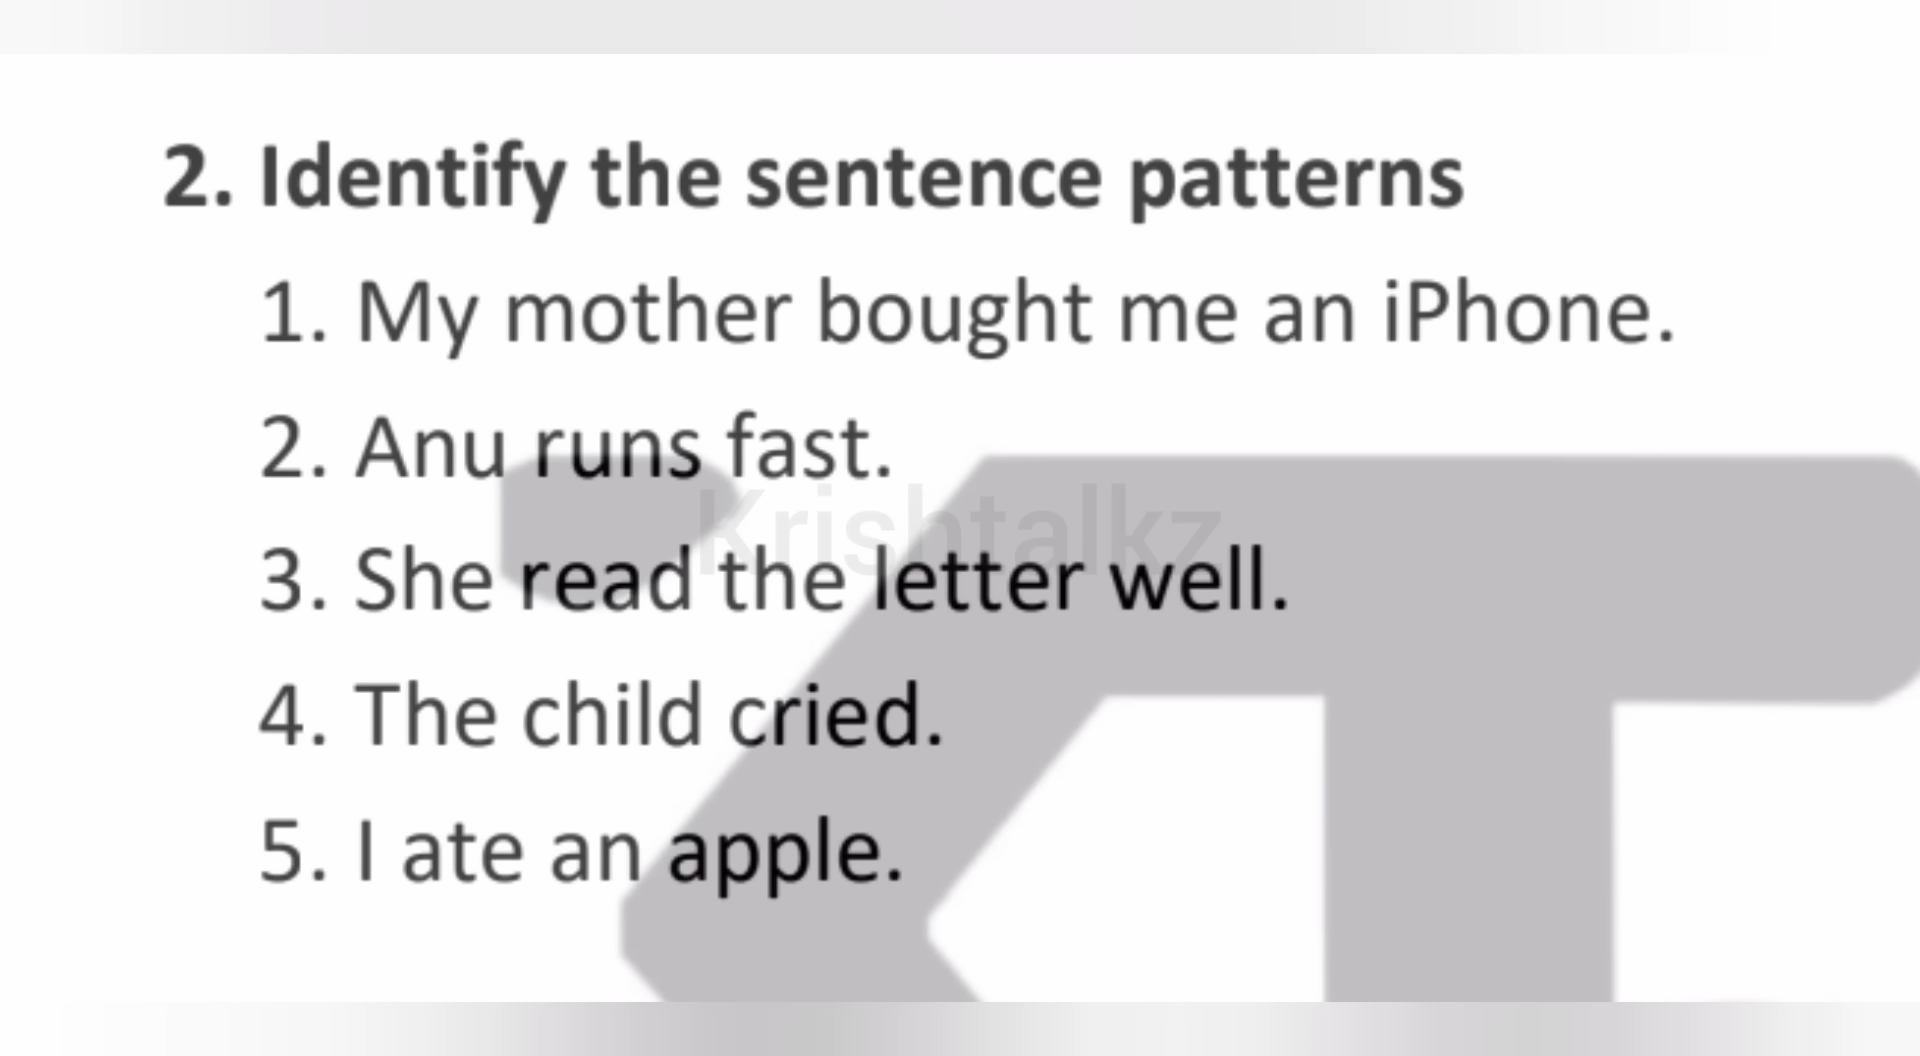 2. Identify the sentence patterns
1. My mother bought me an iPhone.
2. Anu runs fast.
Krishtalkz
3. She read the letter well.
4. The child cried.
5. I ate an apple.